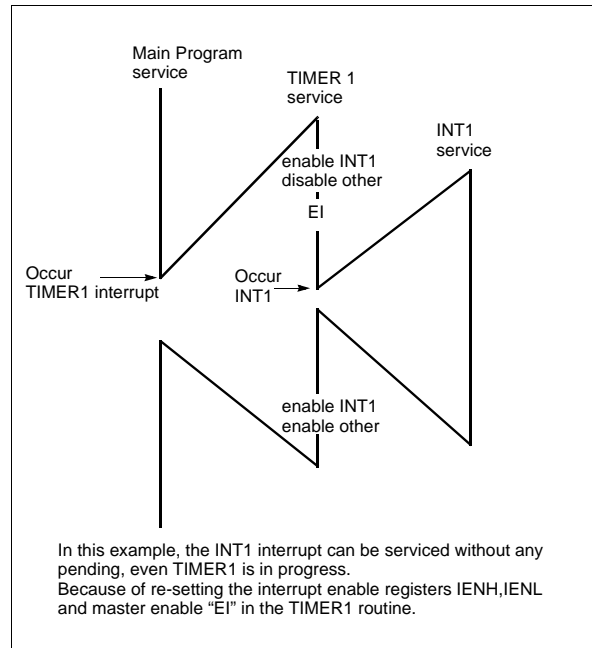 Main Program
service
TIMER 1
service
INT1
service
enable INT1
disable other
EI
Occur
TIMER1 interrupt
Occur
INT1
enable INT1
enable other
In this example, the INT1 interrupt can be serviced without any
pending, even TIMER1 is in progress.
Because of re-setting the interrupt enable registers IENH,IENL
and master enable “EI” in the TIMER1 routine.